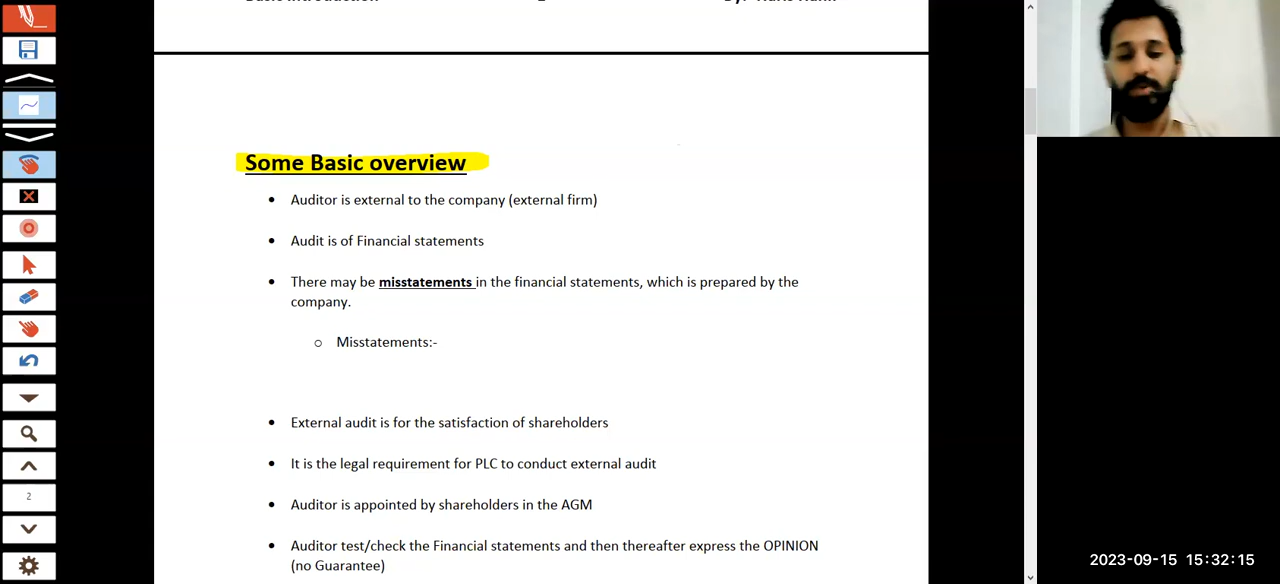 Some Basic overview
• Auditor is external to the company (external firm)
• Audit is of Financial statements
• There may be misstatements in the financial statements, which is prepared by the
company.
o Misstatements:-
• External audit is for the satisfaction of shareholders
• It is the legal requirement for PLC to conduct external audit
• Auditor is appointed by shareholders in the AGM
• Auditor test/check the Financial statements and then thereafter express the OPINION
(no Guarantee)
2
2023-09-15 15:32:15